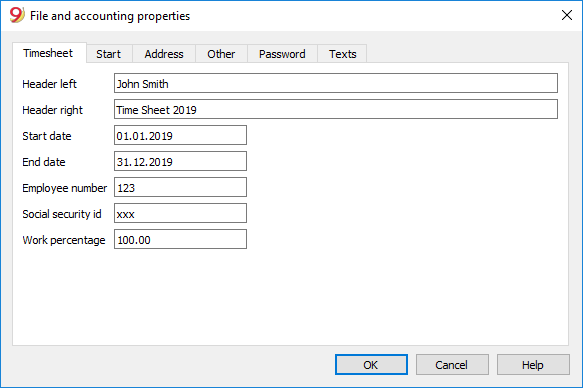 9 File and accounting properties
Timesheet Start Address Other Password Texts
Header left John Smith
Header right Time Sheet 2019
Start date 01.01.2019
End date 31.12.2019
Employee number 123
Social security id xxx
Work percentage 100.00
OK Cancel Help